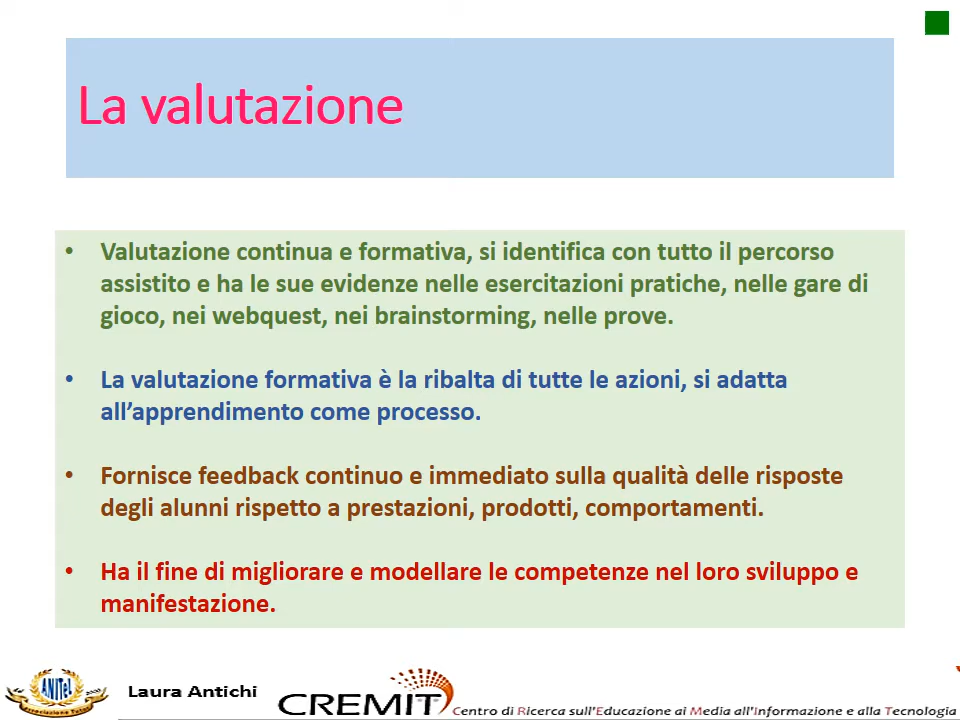 La valutazione
• Valutazione continua e formativa, si identifica con tutto il percorso
assistito e ha le sue evidenze nelle esercitazioni pratiche, nelle gare di
gioco, nei webquest, nei brainstorming, nelle prove.
• La valutazione formativa è la ribalta di tutte le azioni, si adatta
all’apprendimento come processo.
• Fornisce feedback continuo e immediato sulla qualità delle risposte
degli alunni rispetto a prestazioni, prodotti, comportamenti.
• Ha il fine di migliorare e modellare le competenze nel loro sviluppo e
manifestazione.
ANITeL
Laura Antichi
CREMIT
Centro di Ricerca sull'Educazione ai Media all'Informazione e alla Tecnologia